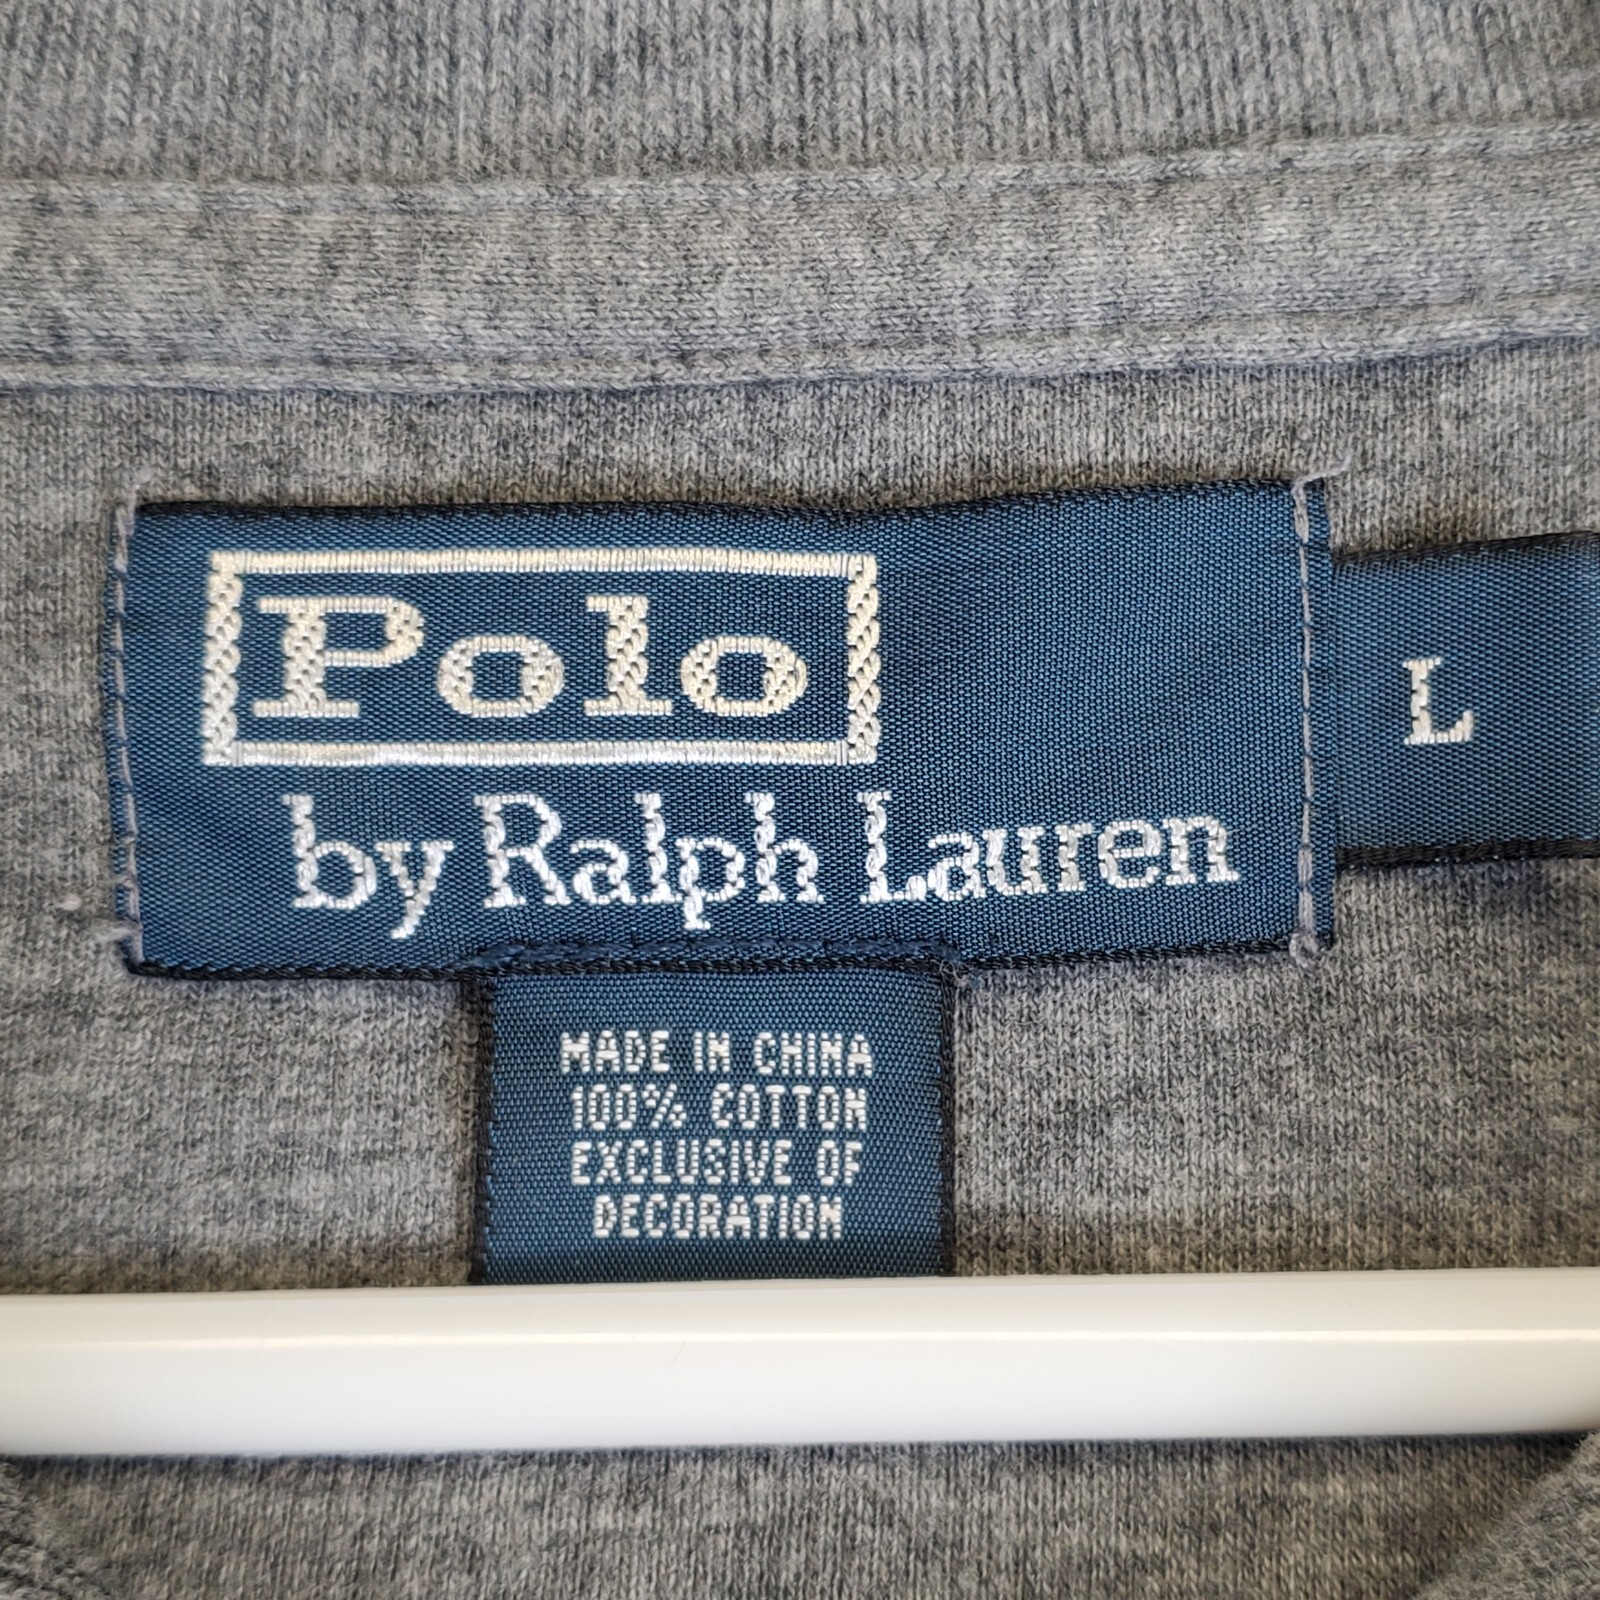 Polo
by Ralph Lauren
L
MADE IN CHINA
100% COTTON
EXCLUSIVE OF
DECORATION